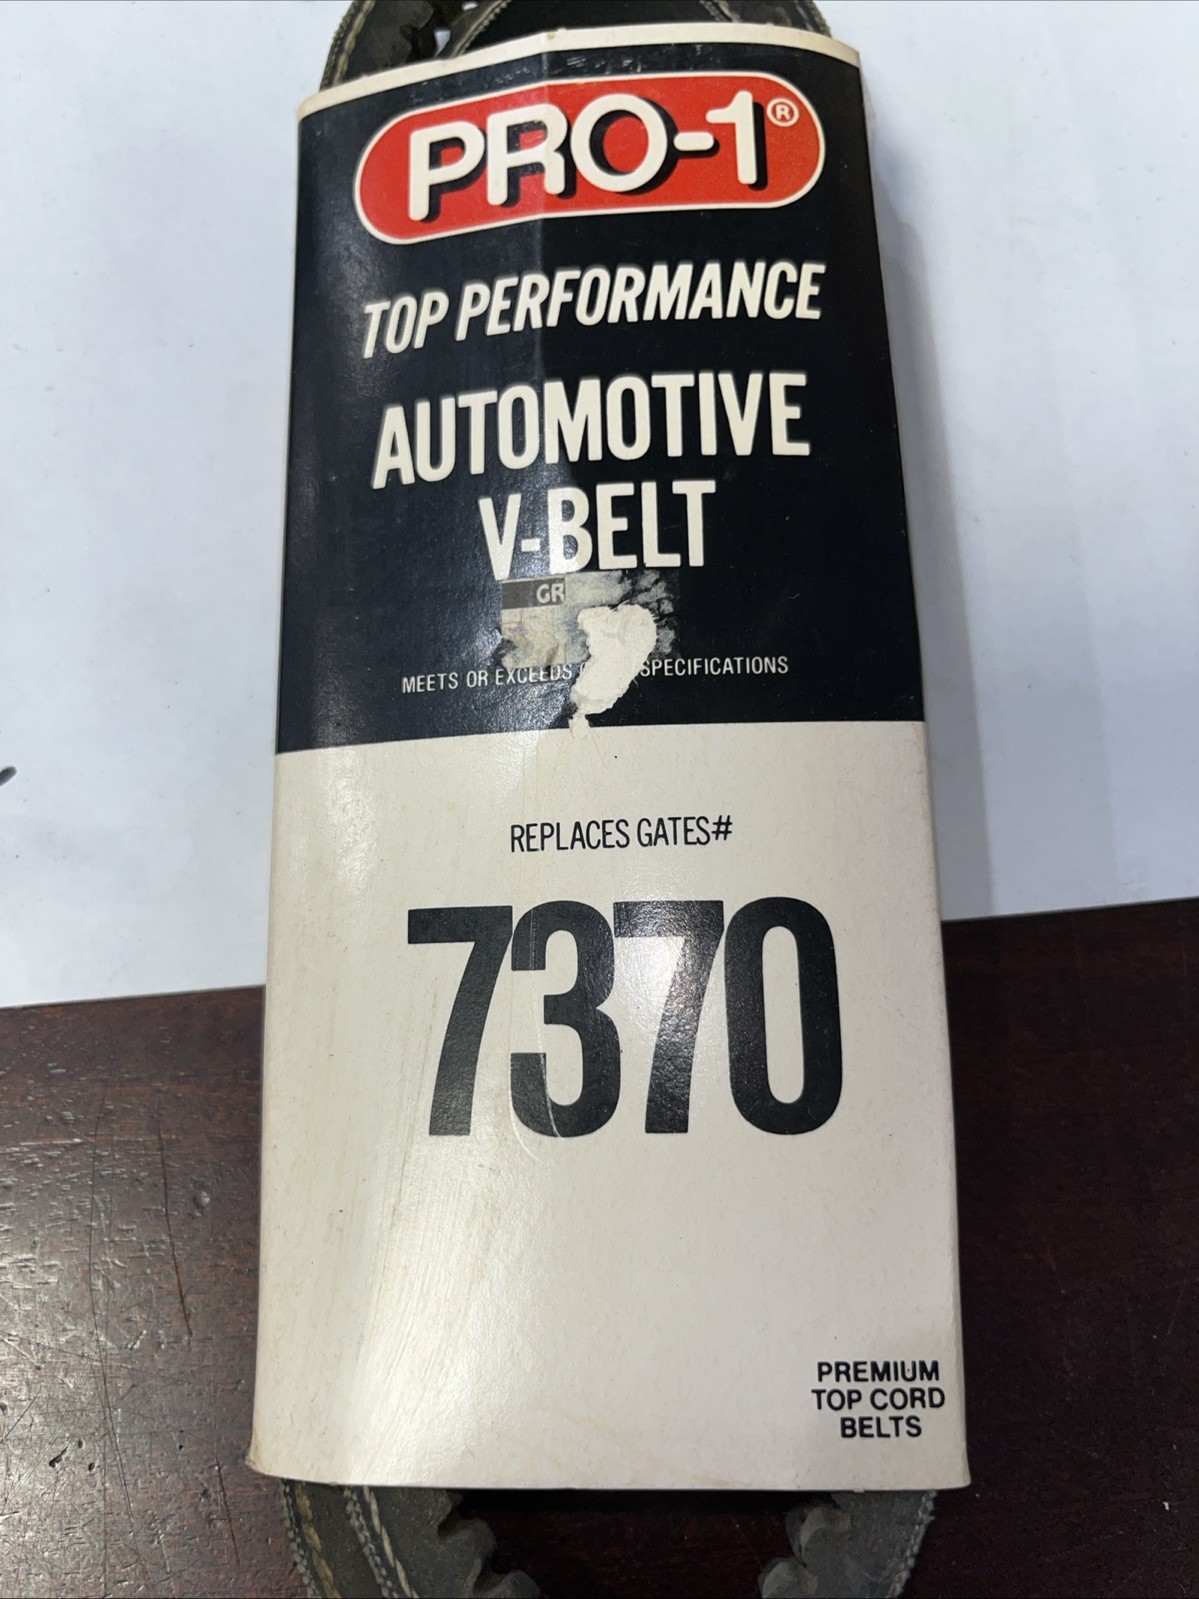 PRO-1®
TOP PERFORMANCE
AUTOMOTIVE
V-BELT
GR
MEETS OR EXCEEDS SPECIFICATIONS
REPLACES GATES#
7370
PREMIUM
TOP CORD
BELTS